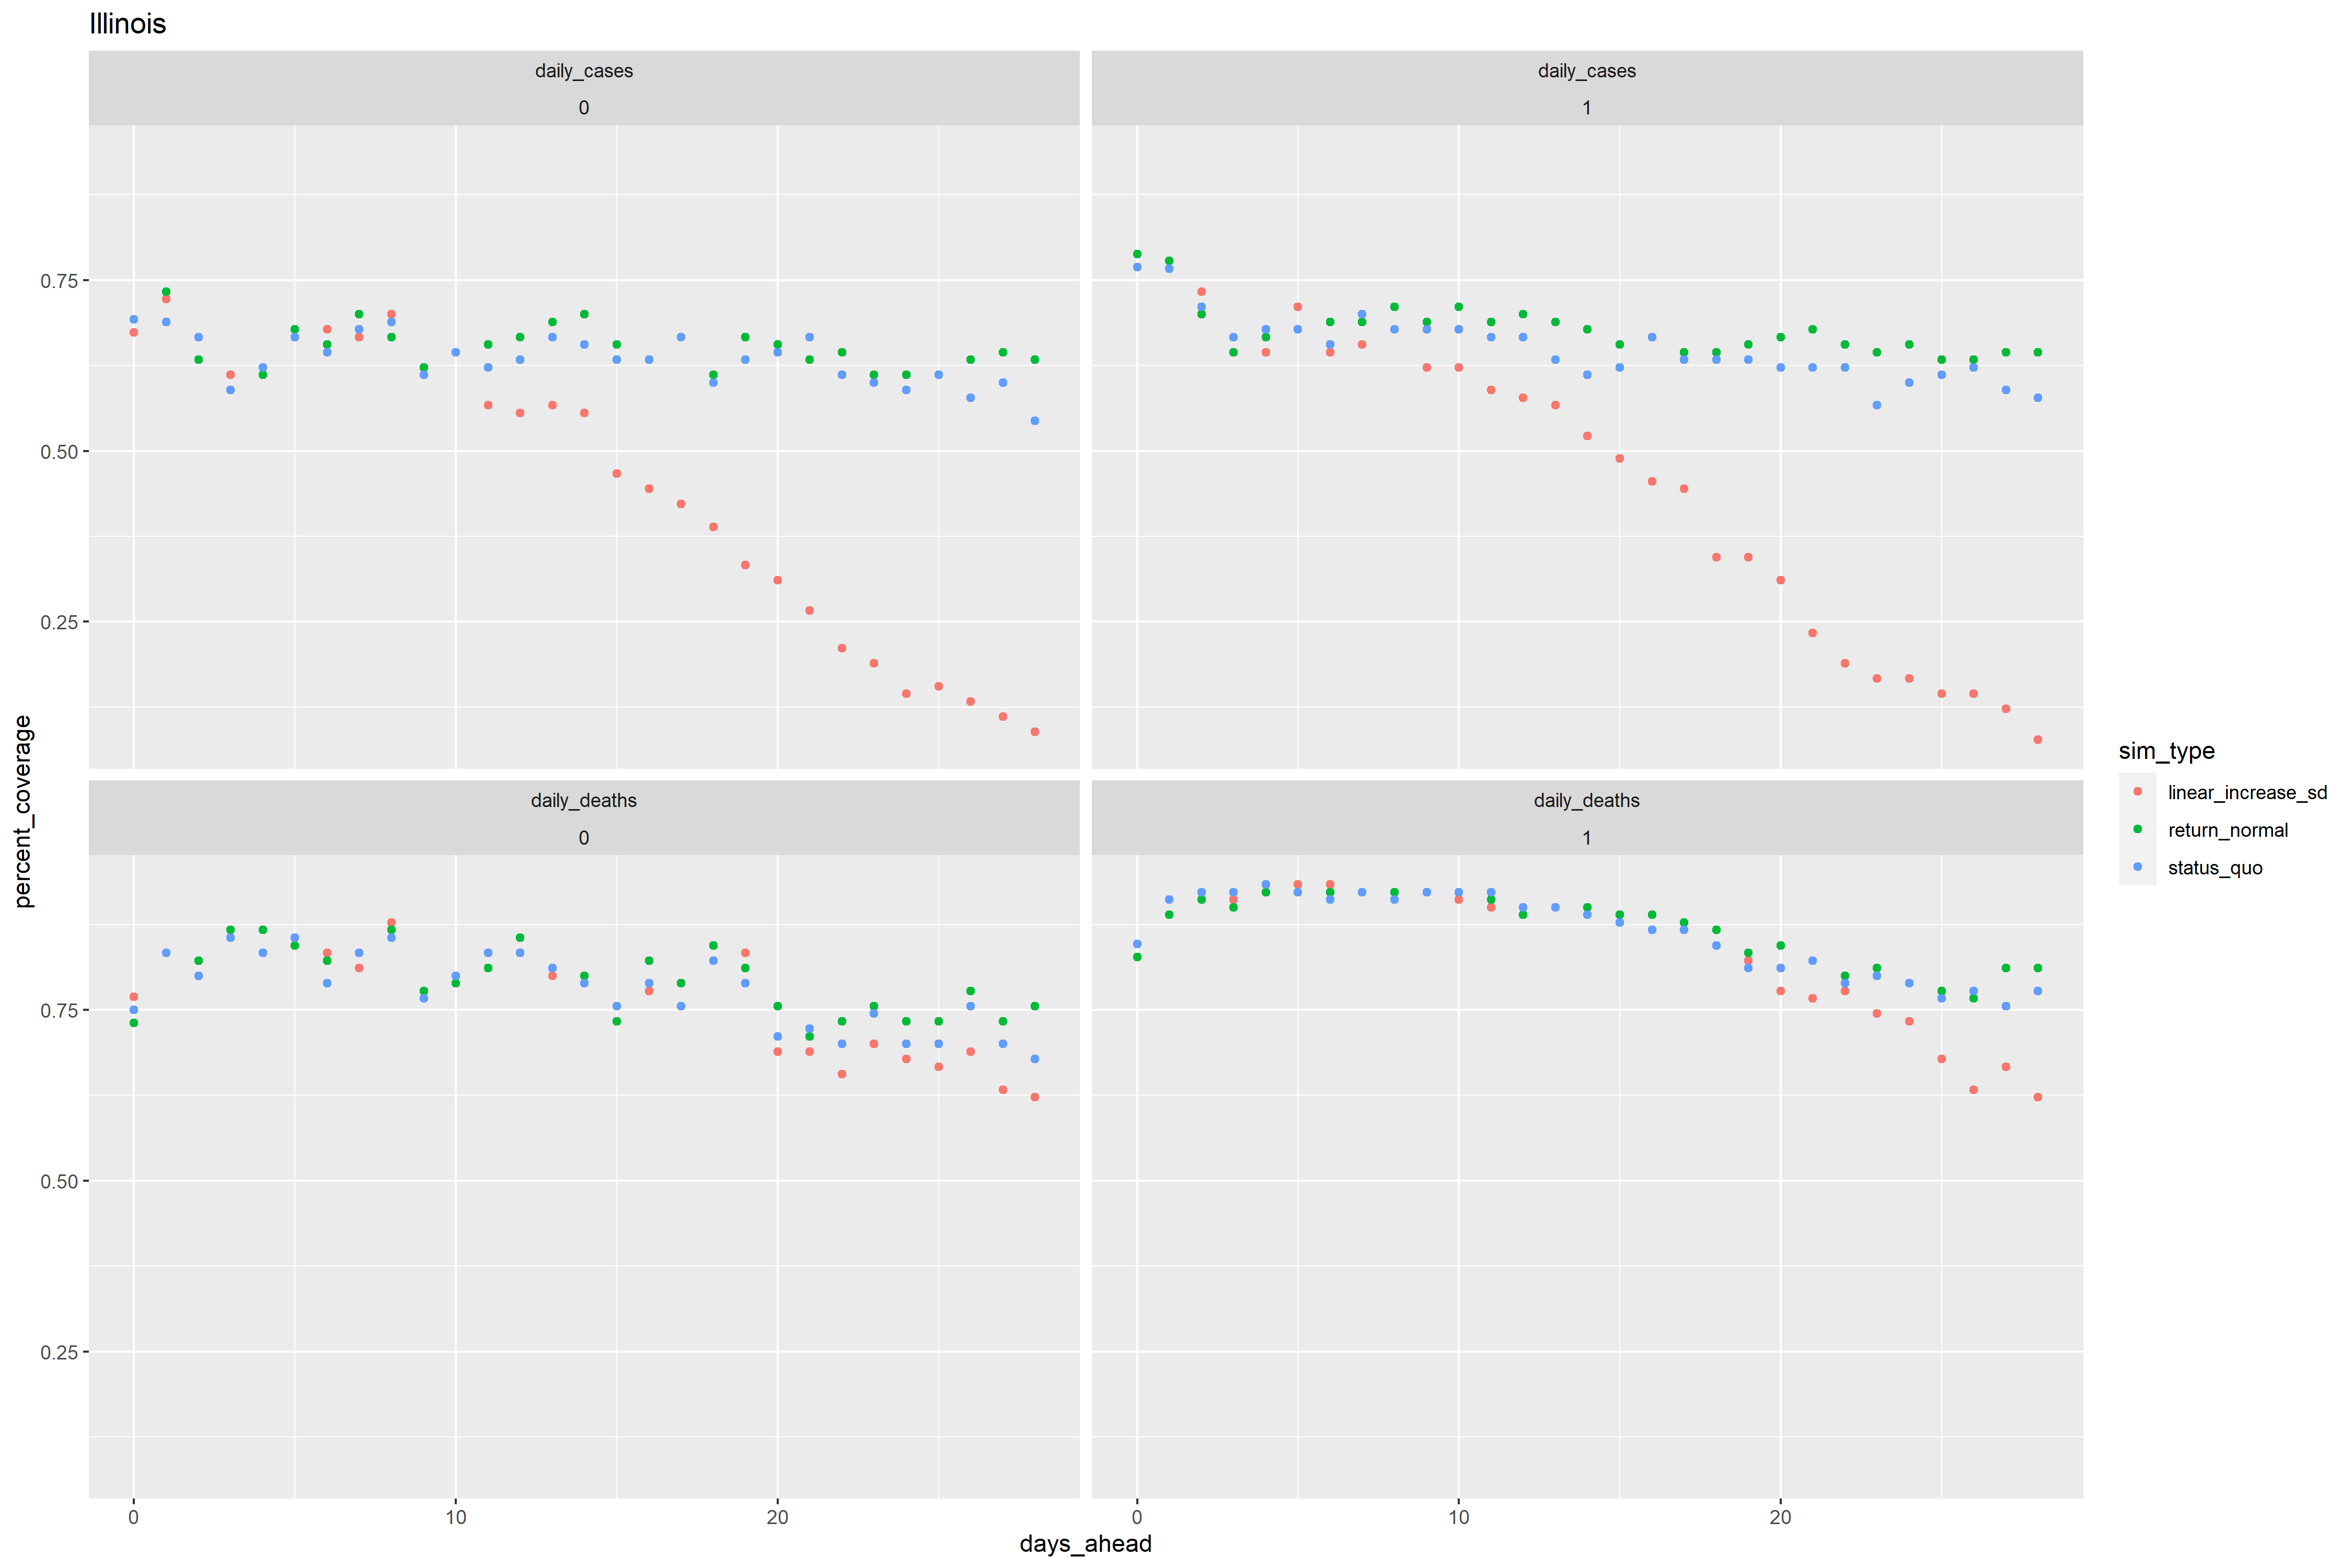 Illinois
daily_cases
0
daily_cases
1
0.75
0.50
0.25
daily_deaths
0
daily_deaths
1
0.75
0.50
0.25
0
10
20
0
10
20
days_ahead
percent_coverage
sim_type
linear_increase_sd
return_normal
status_quo